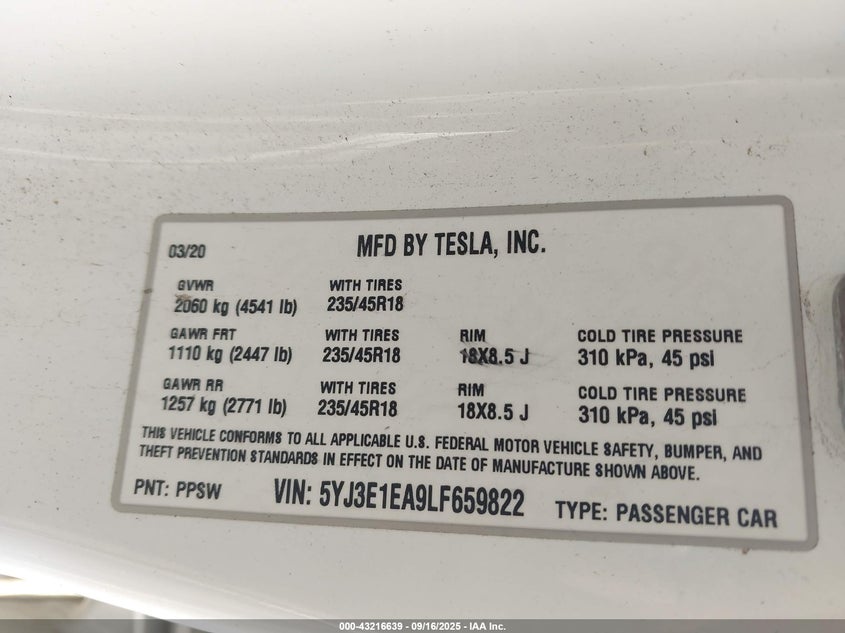 03/20 MFD BY TESLA, INC.
GVWR WITH TIRES
2060 kg (4541 lb) 235/45R18
GAWR FRT WITH TIRES RIM COLD TIRE PRESSURE
1110 kg (2447 lb) 235/45R18 18X8.5 J 310 kPa, 45 psi
GAWR RR WITH TIRES RIM COLD TIRE PRESSURE
1257 kg (2771 lb) 235/45R18 18X8.5 J 310 kPa, 45 psi
THIS VEHICLE CONFORMS TO ALL APPLICABLE U.S. FEDERAL MOTOR VEHICLE SAFETY, BUMPER, AND
THEFT PREVENTION STANDARDS IN EFFECT ON THE DATE OF MANUFACTURE SHOWN ABOVE.
PNT: PPSW VIN: 5YJ3E1EA9LF659822 TYPE: PASSENGER CAR
000-43216639 - 09/16/2025 - IAA Inc.